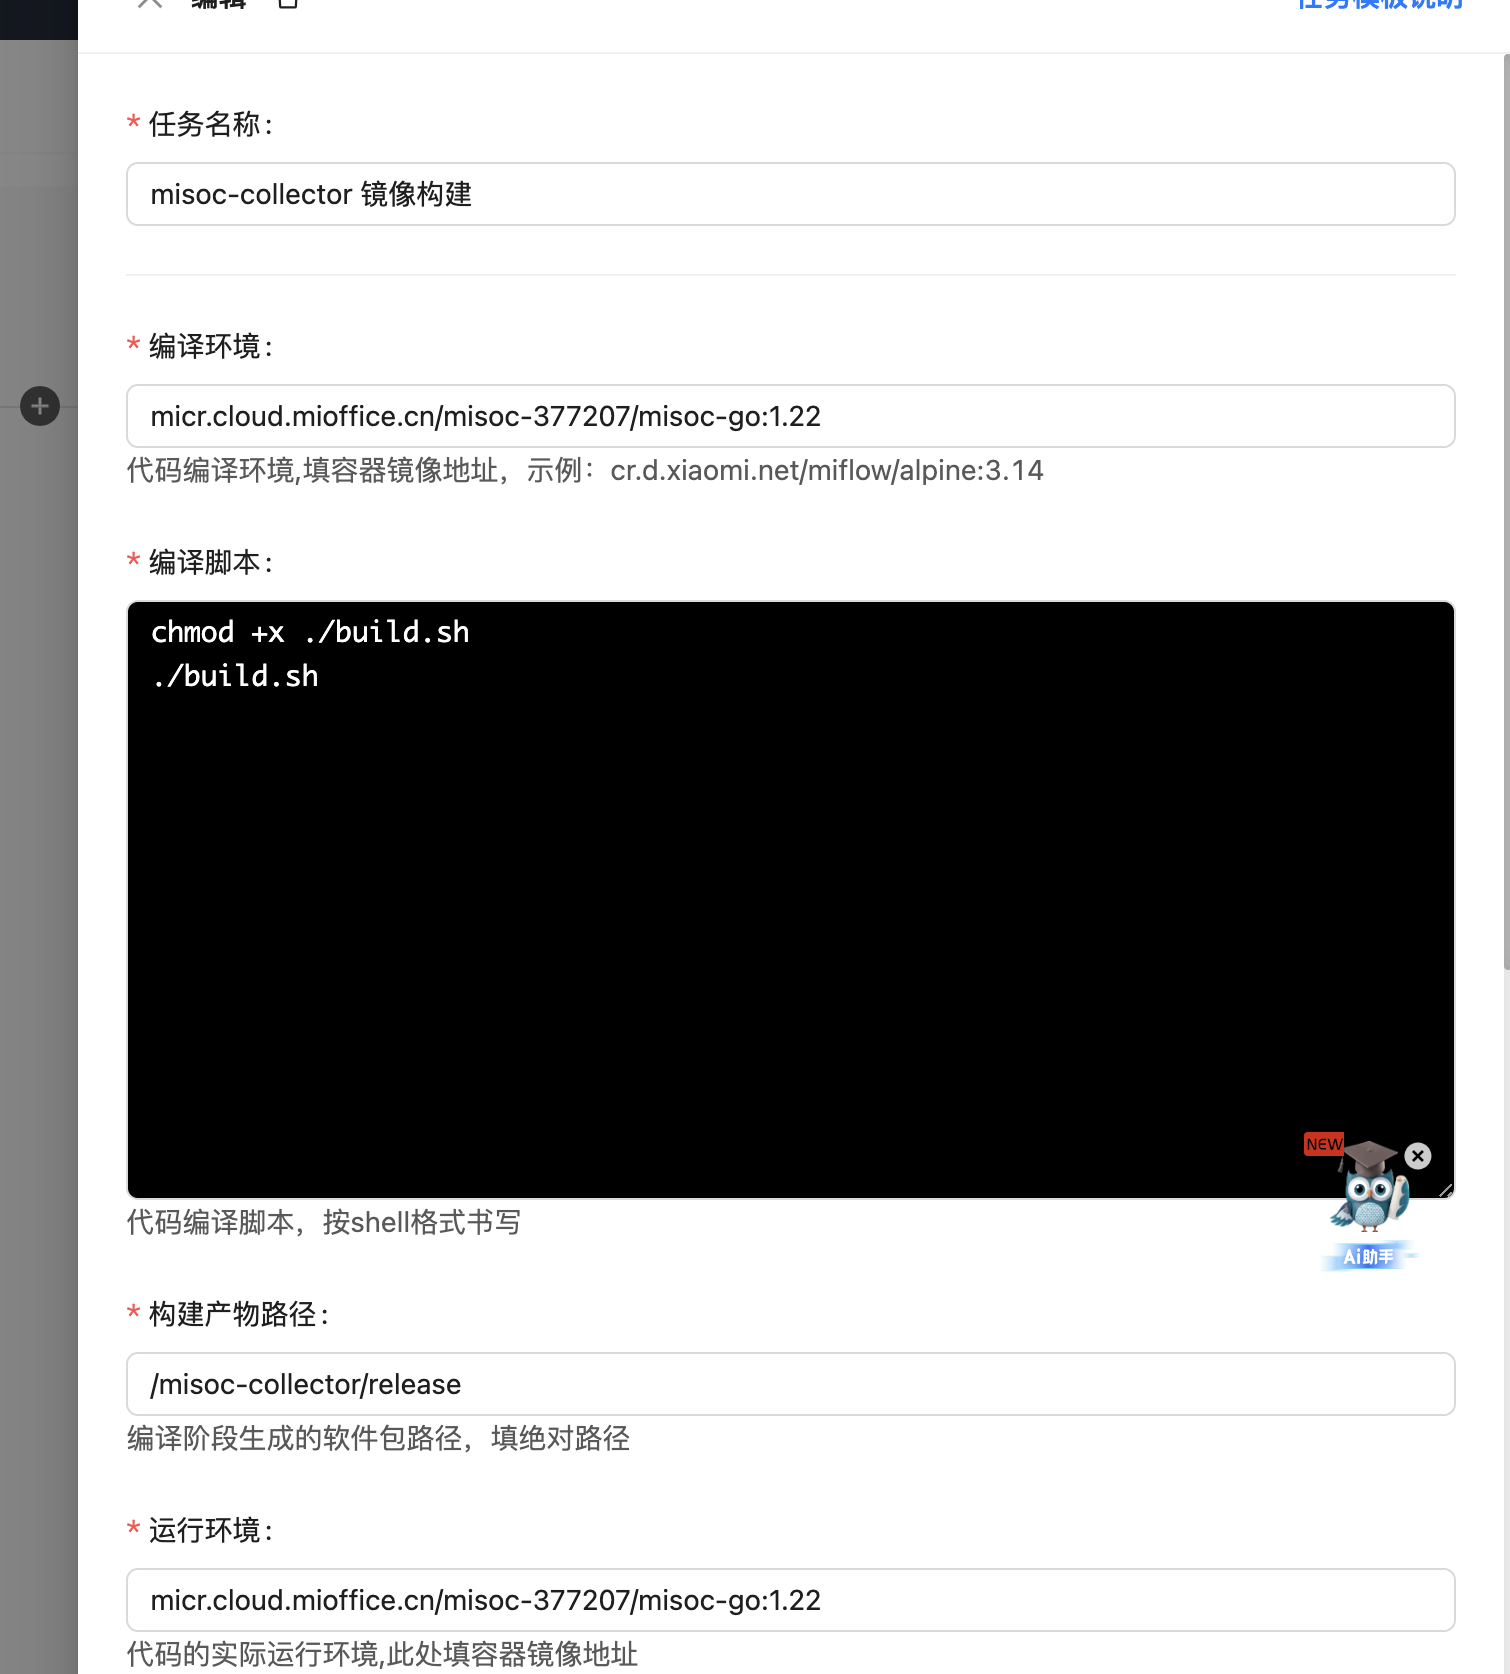 编辑
任务模板说明
* 任务名称:
misoc-collector 镜像构建
* 编译环境:
micr.cloud.mioffice.cn/misoc-377207/misoc-go:1.22
代码编译环境,填容器镜像地址，示例：cr.d.xiaomi.net/miflow/alpine:3.14
* 编译脚本:
chmod +x ./build.sh
./build.sh
NEW
Ai助手
代码编译脚本，按shell格式书写
* 构建产物路径:
/misoc-collector/release
编译阶段生成的软件包路径，填绝对路径
* 运行环境:
micr.cloud.mioffice.cn/misoc-377207/misoc-go:1.22
代码的实际运行环境,此处填容器镜像地址